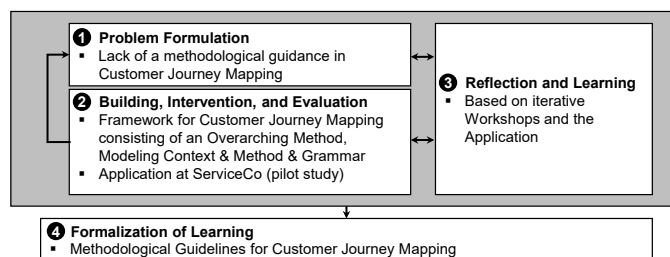 1 Problem Formulation
▪ Lack of a methodological guidance in
Customer Journey Mapping
2 Building, Intervention, and Evaluation
▪ Framework for Customer Journey Mapping
consisting of an Overarching Method,
Modeling Context & Method & Grammar
▪ Application at ServiceCo (pilot study)
3 Reflection and Learning
▪ Based on iterative
Workshops and the
Application
4 Formalization of Learning
▪ Methodological Guidelines for Customer Journey Mapping